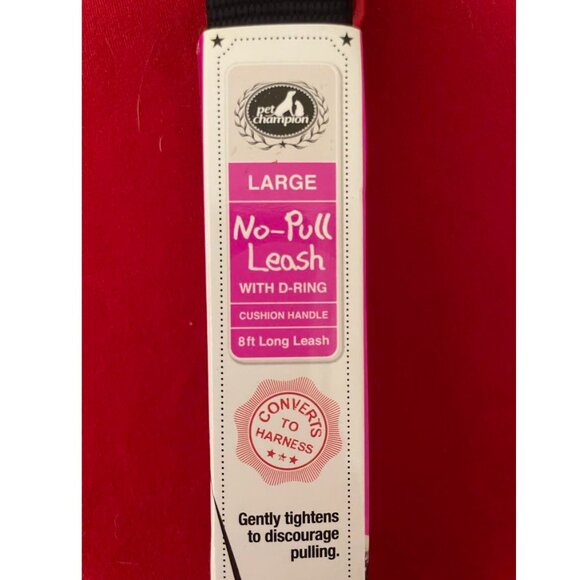 pet
champion
LARGE
No-Pull
Leash
WITH D-RING
CUSHION HANDLE
8ft Long Leash
CONVERTS
TO
HARNESS
Gently tightens
to discourage
pulling.